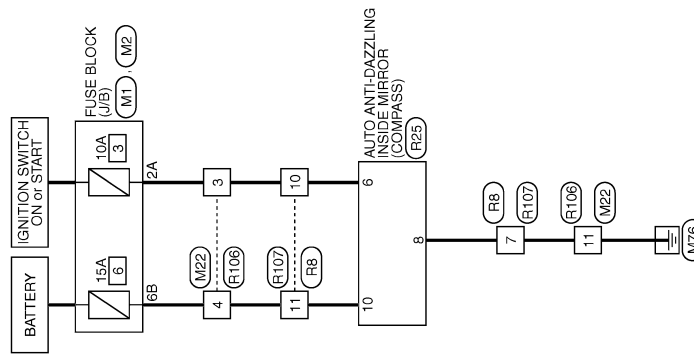 IGNITION SWITCH
ON or START
BATTERY
FUSE BLOCK
(J/B)
M1 , M2
10A
3
15A
6
2A
6B
3
4
M22
R106
10
11
R107
R8
AUTO ANTI-DAZZLING
INSIDE MIRROR
(COMPASS)
R25
6
10
8
R8
7
R107
R106
11
M22
M76